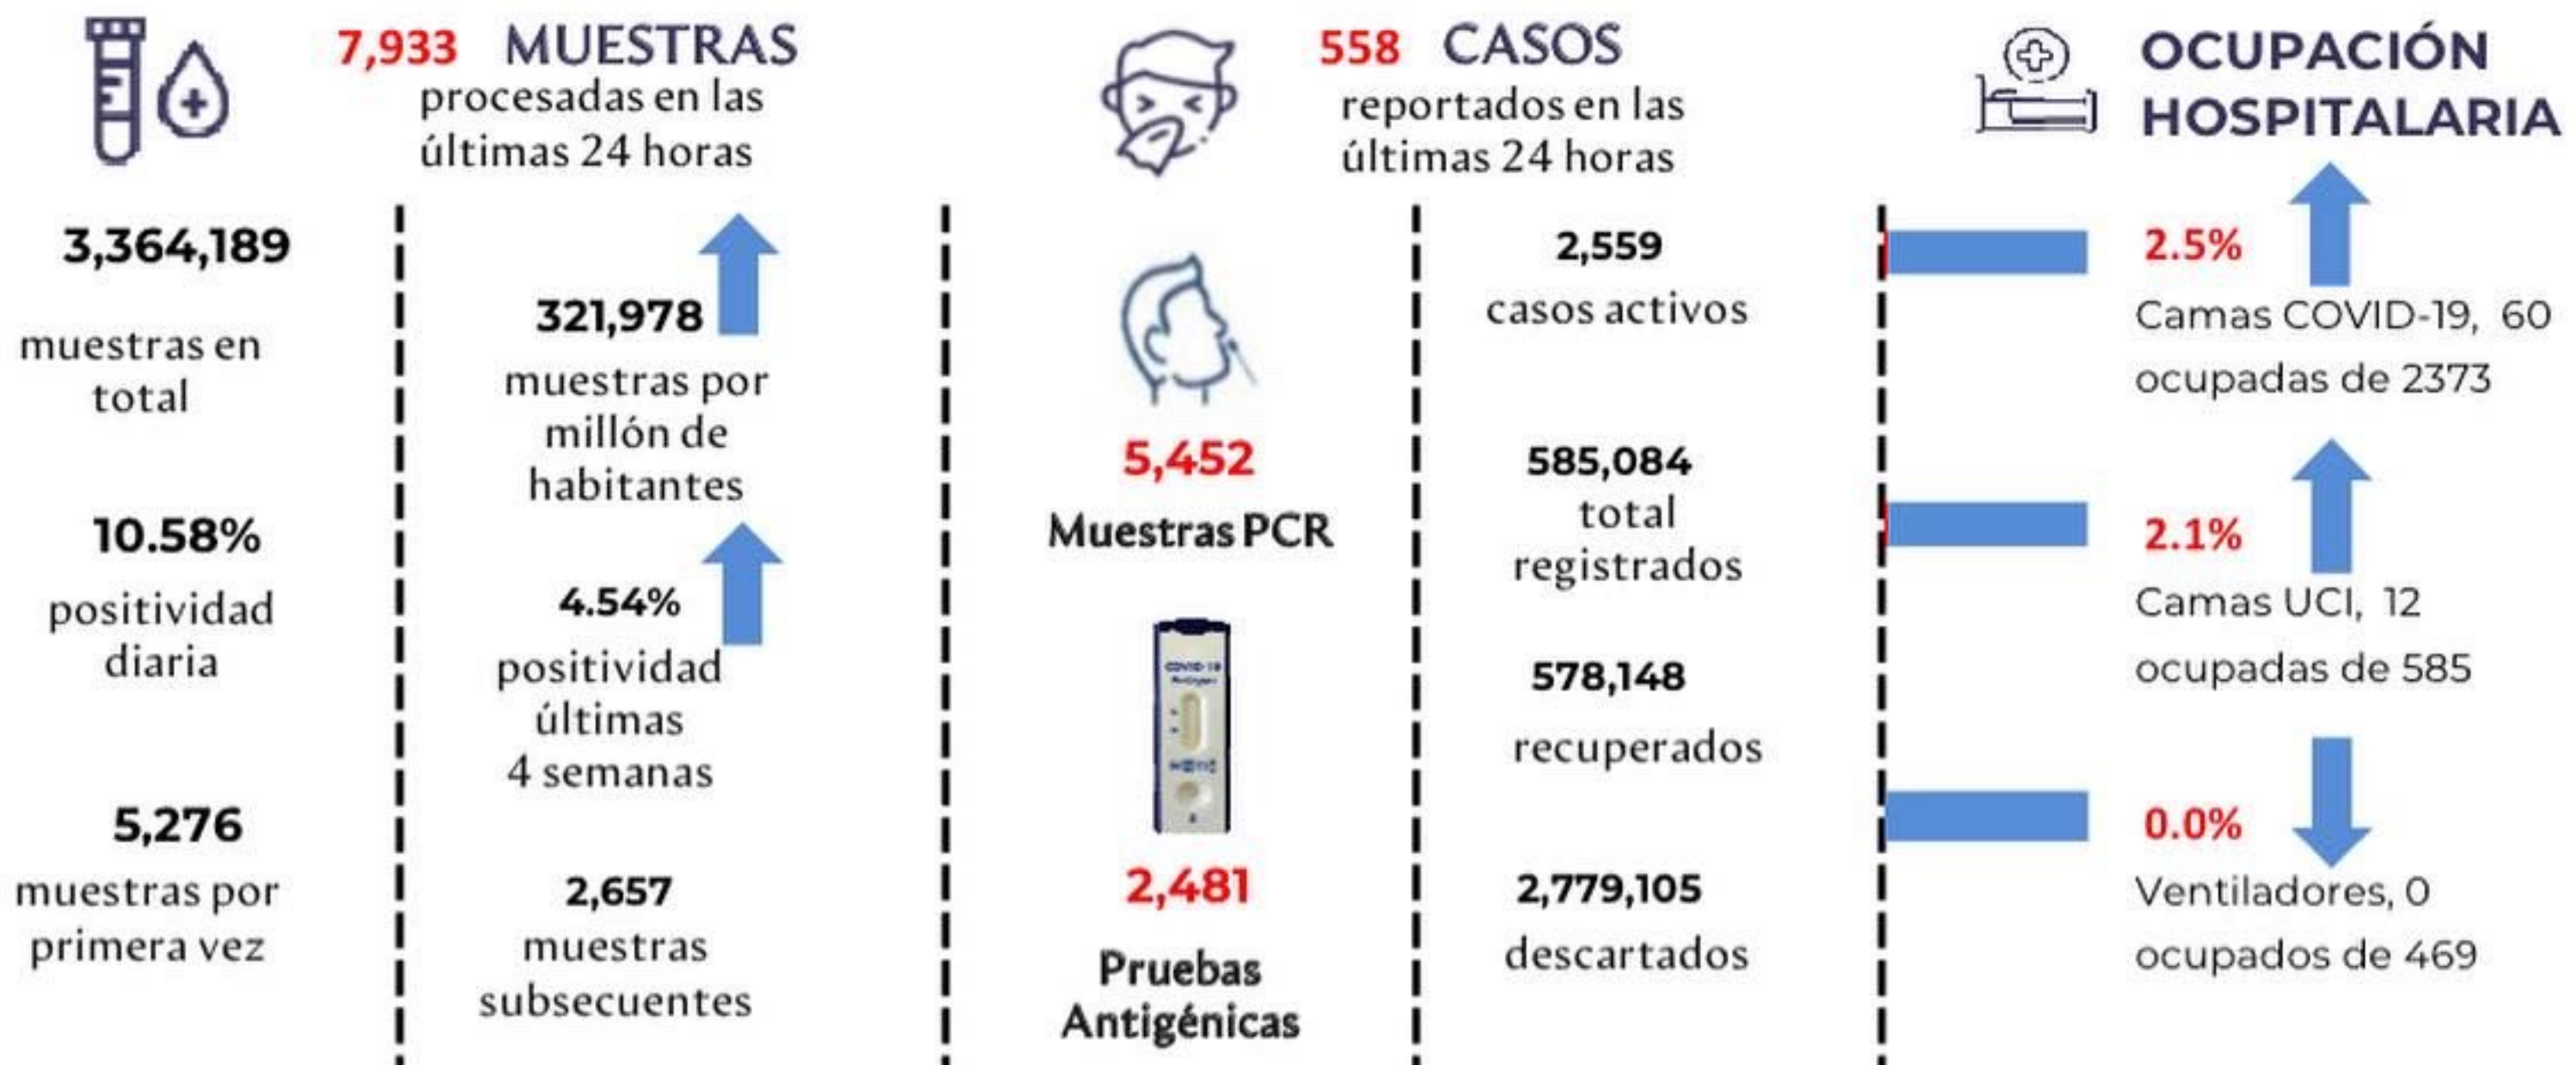 7,933 MUESTRAS
procesadas en las
últimas 24 horas
3,364,189
muestras en
total
10.58%
positividad
diaria
5,276
muestras por
primera vez
321,978
muestras por
millón de
habitantes
4.54%
positividad
últimas
4 semanas
2,657
muestras
subsecuentes
558 CASOS
reportados en las
últimas 24 horas
5,452
Muestras PCR
COVID-19
2,481
Pruebas
Antigénicas
2,559
casos activos
585,084
total
registrados
578,148
recuperados
2,779,105
descartados
OCUPACIÓN
HOSPITALARIA
2.5%
Camas COVID-19, 60
ocupadas de 2373
2.1%
Camas UCI, 12
ocupadas de 585
0.0%
Ventiladores, 0
ocupados de 469